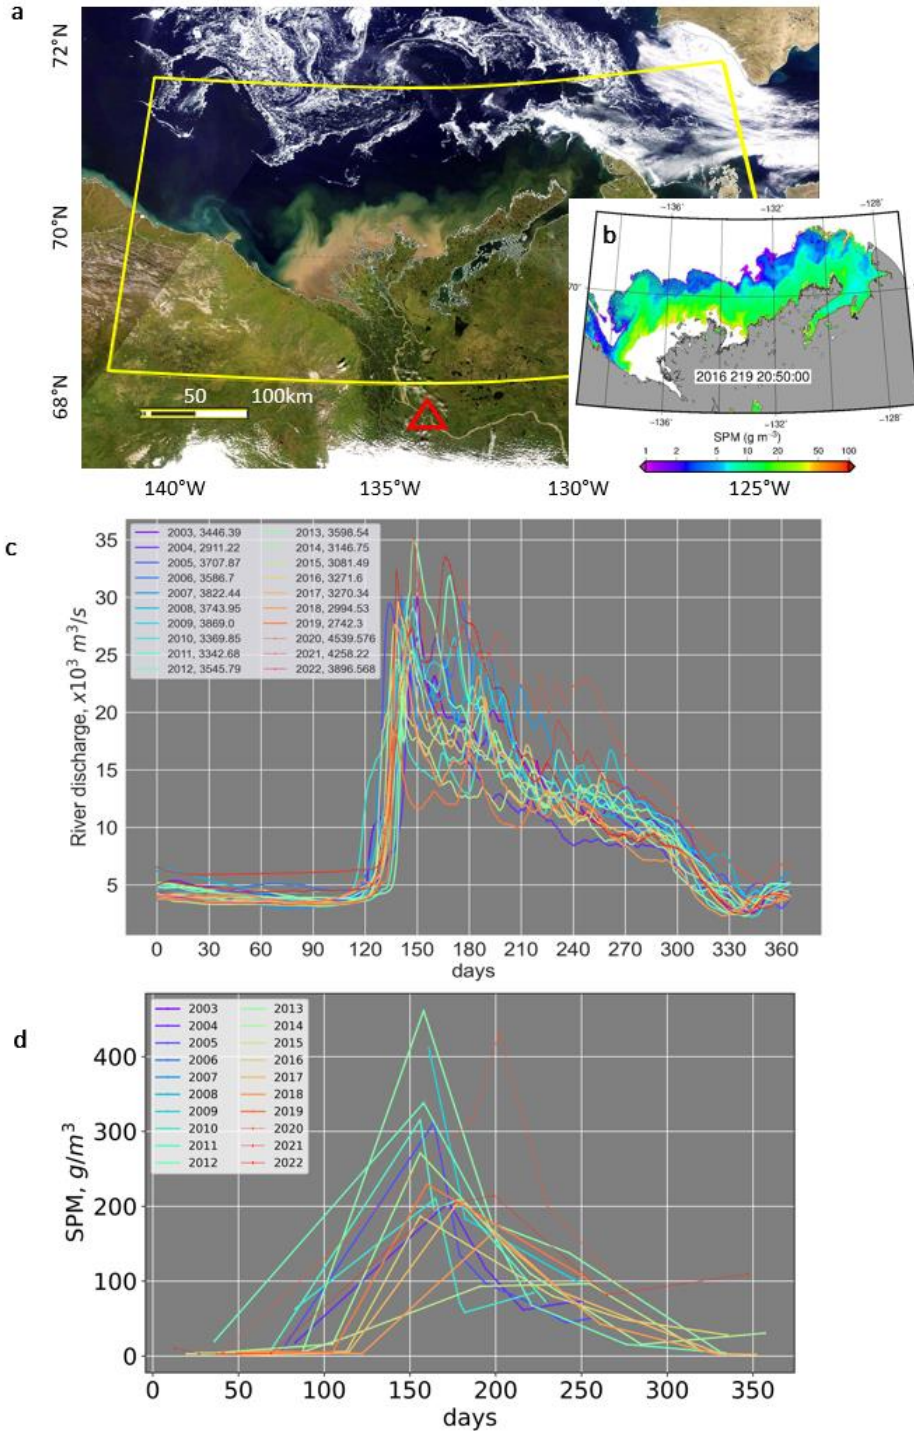 a
72°N
70°N
68°N
50 100km
140°W 135°W 130°W 125°W
b
-136° -132° -128°
70°
2016 219 20:50:00
-136° -132° -128°
SPM (g m⁻³)
1 2 5 10 20 50 100
c
River discharge, x10³ m³/s
35
30
25
20
15
10
5
2003, 3446.39
2004, 2911.22
2005, 3707.87
2006, 3586.7
2007, 3822.44
2008, 3743.95
2009, 3869.0
2010, 3369.85
2011, 3342.68
2012, 3545.79
2013, 3598.54
2014, 3146.75
2015, 3081.49
2016, 3271.6
2017, 3270.34
2018, 2994.53
2019, 2742.3
2020, 4539.576
2021, 4258.22
2022, 3896.568
0 30 60 90 120 150 180 210 240 270 300 330 360
days
d
SPM, g/m³
400
300
200
100
0
2003
2004
2005
2006
2007
2008
2009
2010
2011
2012
2013
2014
2015
2016
2017
2018
2019
2020
2021
2022
0 50 100 150 200 250 300 350
days